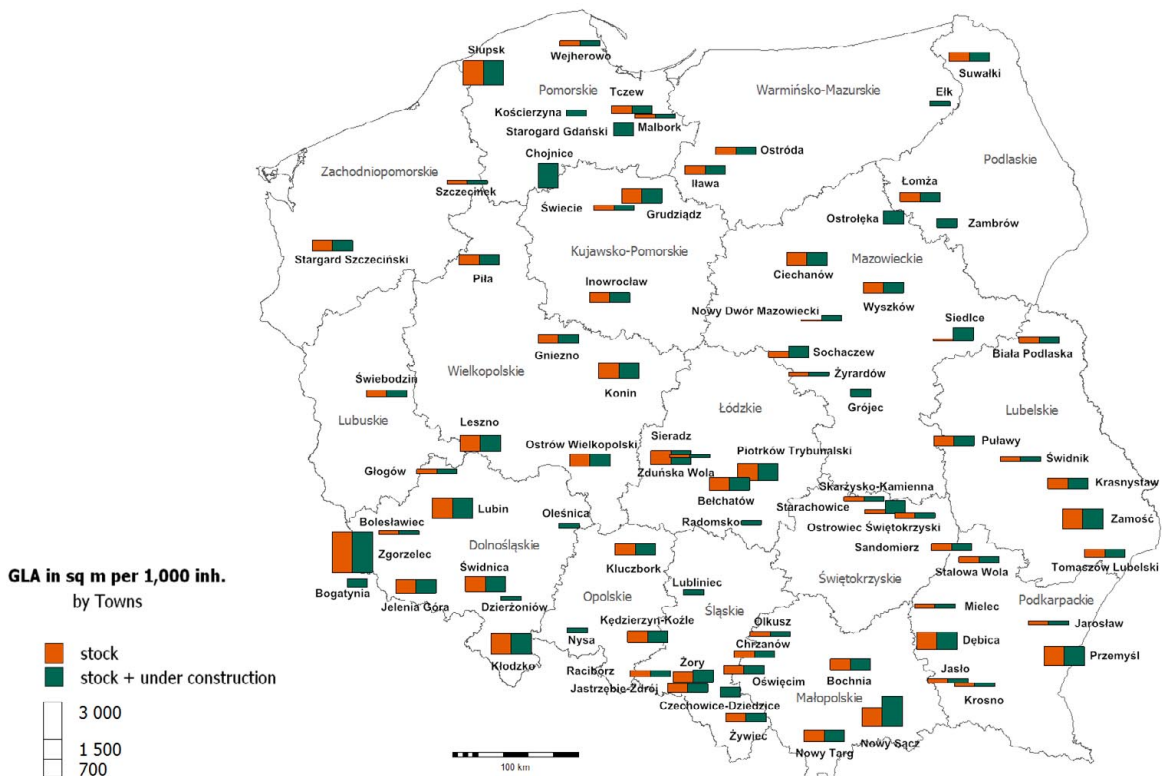 Słupsk
Wejherowo
Suwałki
Pomorskie
Tczew
Warmińsko-Mazurskie
Ełk
Kościerzyna
Malbork
Starogard Gdański
Chojnice
Ostróda
Podlaskie
Zachodniopomorskie
Iława
Szczecinek
Łomża
Świecie
Grudziądz
Ostrołęka
Zambrów
Stargard Szczeciński
Kujawsko-Pomorskie
Mazowieckie
Piła
Ciechanów
Inowrocław
Wyszków
Nowy Dwór Mazowiecki
Siedlce
Gniezno
Sochaczew
Biała Podlaska
Wielkopolskie
Konin
Żyrardów
Świebodzin
Grójec
Łódzkie
Lubelskie
Lubuskie
Leszno
Sieradz
Ostrów Wielkopolski
Piotrków Trybunalski
Puławy
Głogów
Zduńska Wola
Świdnik
Bełchatów
Skarżysko-Kamienna
Krasnystaw
Lubin
Oleśnica
Starachowice
Bolesławiec
Radomsko
Ostrowiec Świętokrzyski
Zamość
Zgorzelec
Dolnośląskie
Kluczbork
Sandomierz
Stalowa Wola
Tomaszów Lubelski
GLA in sq m per 1,000 inh.
by Towns
Bogatynia
Świdnica
Lubliniec
Świętokrzyskie
Jelenia Góra
Dzierżoniów
Opolskie
Śląskie
Mielec
Podkarpackie
Kędzierzyn-Koźle
Olkusz
Jarosław
Nysa
Chrzanów
stock
Kłodzko
Dębica
Przemyśl
Racibórz
Żory
Oświęcim
Bochnia
Jasło
stock + under construction
Jastrzębie-Zdrój
Małopolskie
Krosno
Czechowice-Dziedzice
3 000
Żywiec
Nowy Targ
Nowy Sącz
1 500
700
100 km